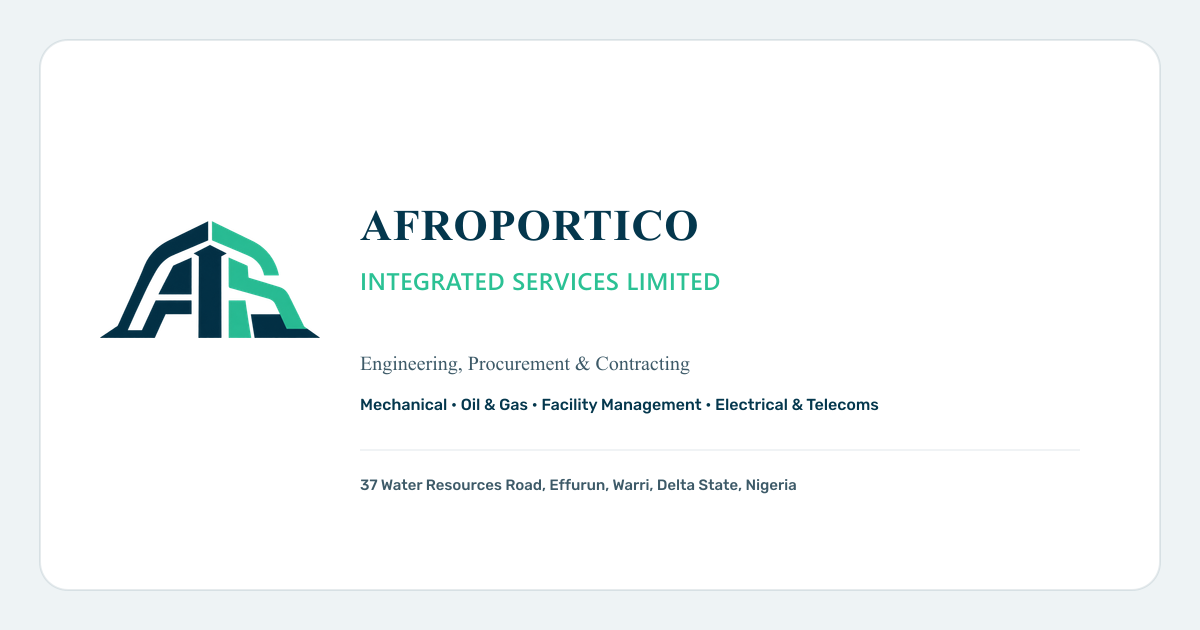 AIS
AFROPORTICO
INTEGRATED SERVICES LIMITED
Engineering, Procurement & Contracting
Mechanical • Oil & Gas • Facility Management • Electrical & Telecoms
37 Water Resources Road, Effurun, Warri, Delta State, Nigeria